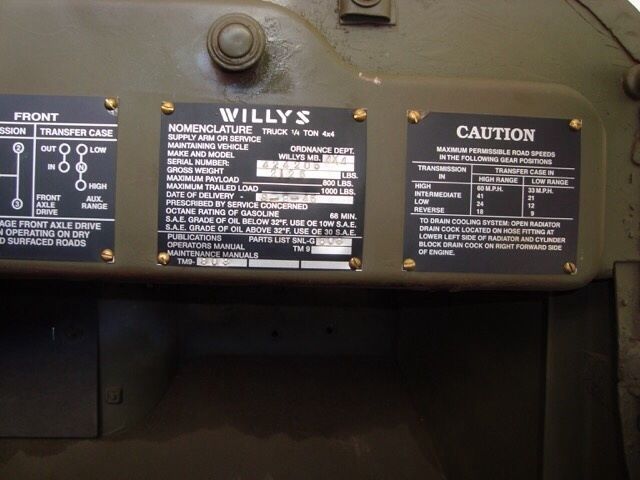 FRONT
SSION TRANSFER CASE
2 OUT LOW
IN N
HIGH
3 FRONT AUX.
AXLE RANGE
DRIVE
AGE FRONT AXLE DRIVE
N OPERATING ON DRY
D SURFACED ROADS
WILLYS
NOMENCLATURE TRUCK 1/4 TON 4x4
SUPPLY ARM OR SERVICE
MAINTAINING VEHICLE ORDNANCE DEPT.
MAKE AND MODEL WILLYS MB. 4X4
SERIAL NUMBER:
GROSS WEIGHT LBS.
MAXIMUM PAYLOAD 800 LBS.
MAXIMUM TRAILED LOAD 1000 LBS.
DATE OF DELIVERY -
PRESCRIBED BY SERVICE CONCERNED
OCTANE RATING OF GASOLINE 68 MIN.
S.A.E. GRADE OF OIL BELOW 32°F. USE OE 10W S.A.E.
S.A.E. GRADE OF OIL ABOVE 32°F. USE OE 30 S.A.E.
PUBLICATIONS PARTS LIST SNL-G
OPERATORS MANUAL TM 9
MAINTENANCE MANUALS
TM9- 803
CAUTION
MAXIMUM PERMISSIBLE ROAD SPEEDS
IN THE FOLLOWING GEAR POSITIONS
TRANSMISSION TRANSFER CASE IN
IN HIGH RANGE LOW RANGE
HIGH 60 M.P.H. 33 M.P.H.
INTERMEDIATE 41 21
LOW 24 12
REVERSE 18 9
TO DRAIN COOLING SYSTEM: OPEN RADIATOR
DRAIN COCK LOCATED ON HOSE FITTING AT
LOWER LEFT SIDE OF RADIATOR AND CYLINDER
BLOCK DRAIN COCK ON RIGHT FORWARD SIDE
OF ENGINE.